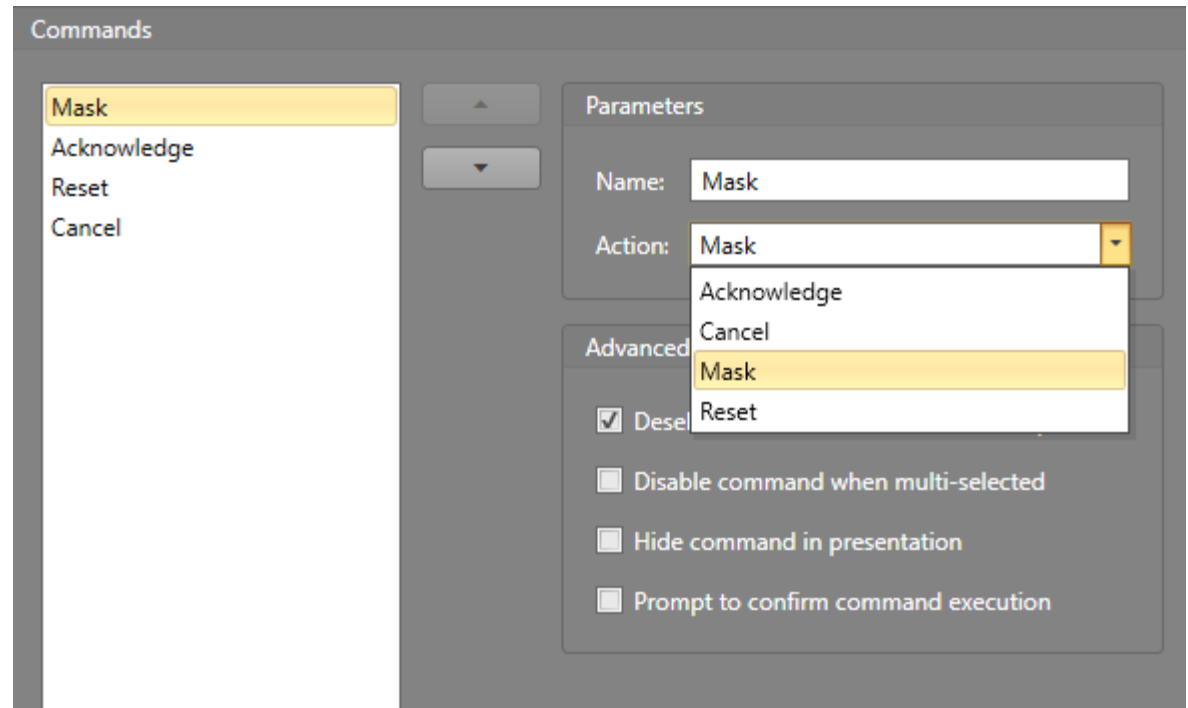 Commands
Mask
Acknowledge
Reset
Cancel
Parameters
Name: Mask
Action: Mask
Acknowledge
Cancel
Mask
Reset
Advanced
Disable command when multi-selected
Hide command in presentation
Prompt to confirm command execution